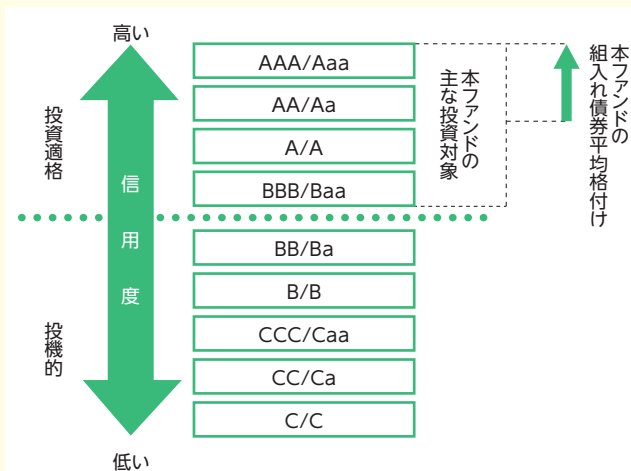 高い
投資適格
信用度
投機的
低い
AAA/Aaa
AA/Aa
A/A
BBB/Baa
BB/Ba
B/B
CCC/Caa
CC/Ca
C/C
本ファンドの
主な投資対象
本ファンドの
組入れ債券平均格付け